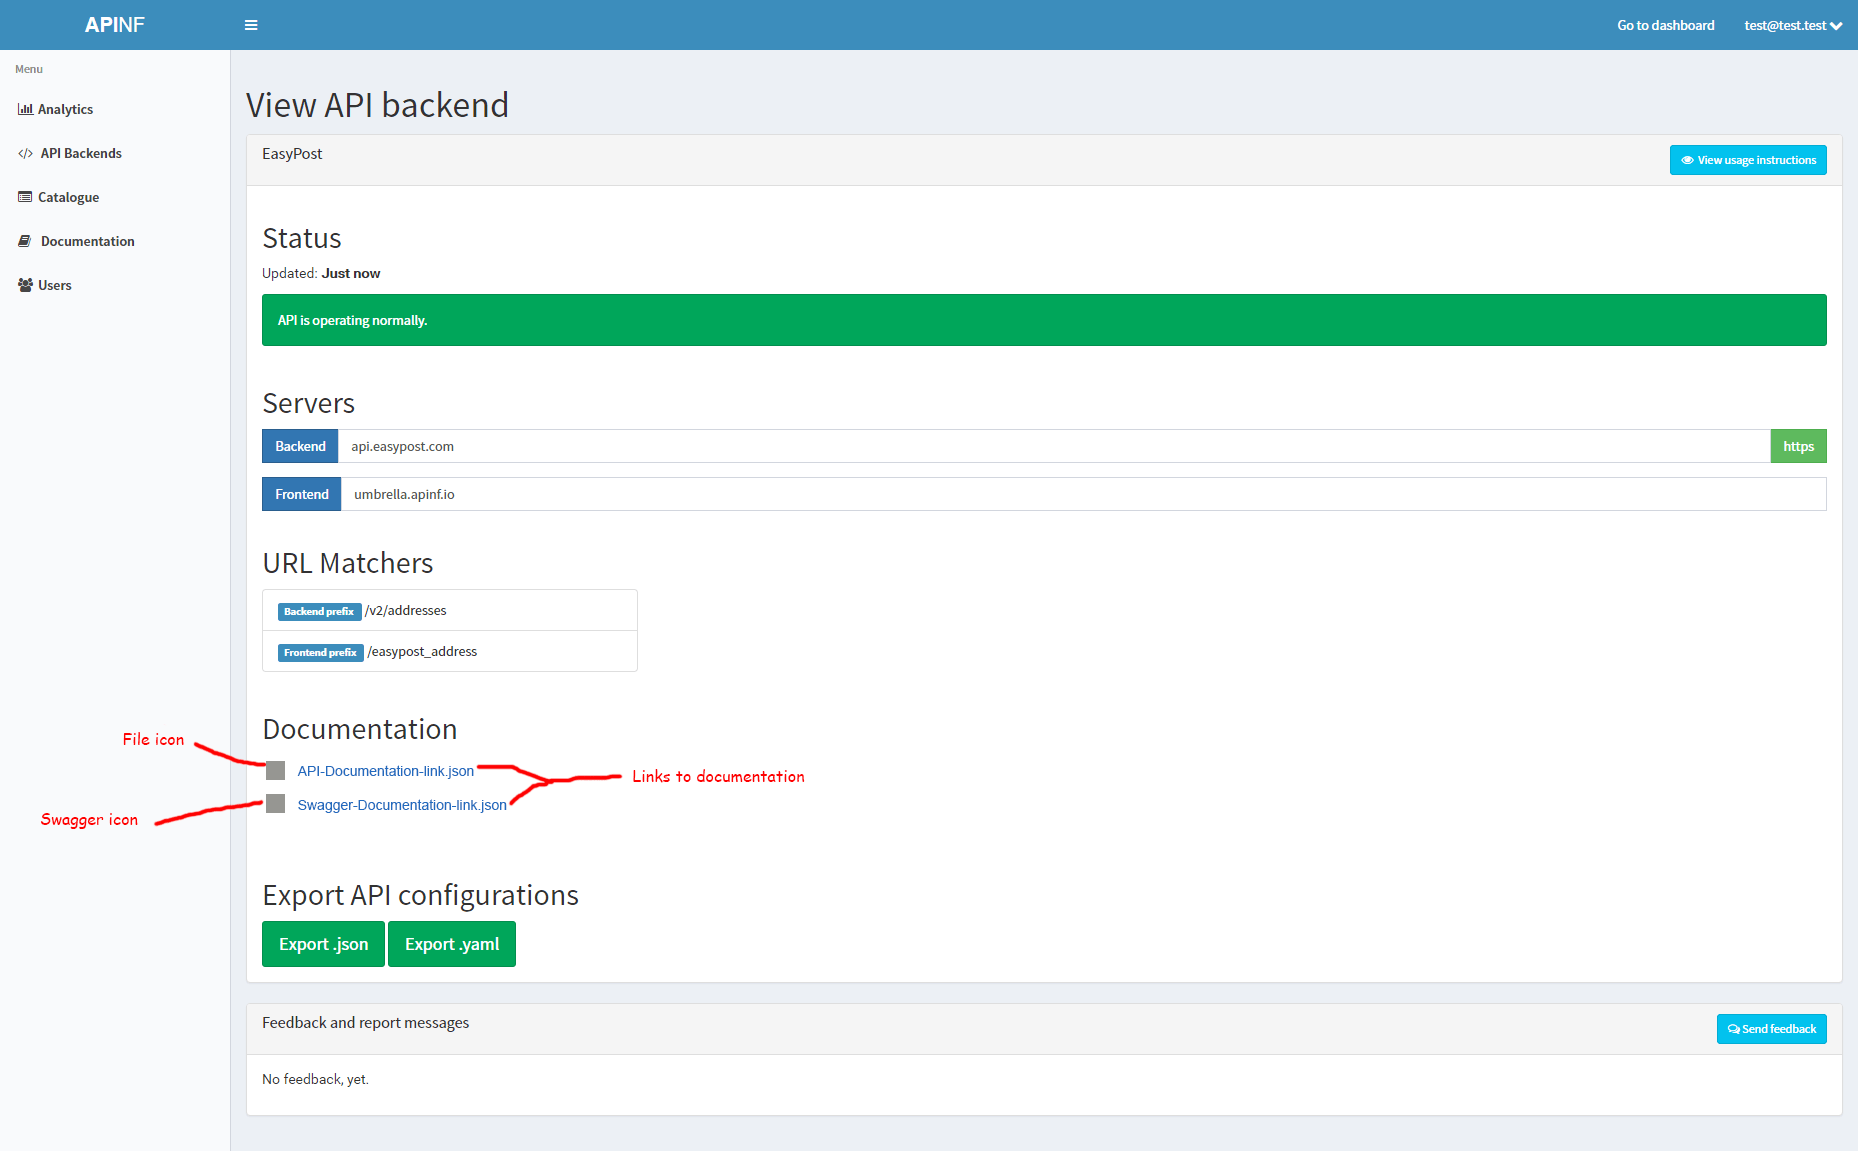 APINF
Go to dashboard
test@test.test
Menu
Analytics
API Backends
Catalogue
Documentation
Users
View API backend
EasyPost
View usage instructions
Status
Updated: Just now
API is operating normally.
Servers
Backend api.easypost.com https
Frontend umbrella.apinf.io
URL Matchers
Backend prefix /v2/addresses
Frontend prefix /easypost_address
Documentation
File icon
API-Documentation-link.json
Links to documentation
Swagger-Documentation-link.json
Swagger icon
Export API configurations
Export .json
Export .yaml
Feedback and report messages
Send feedback
No feedback, yet.